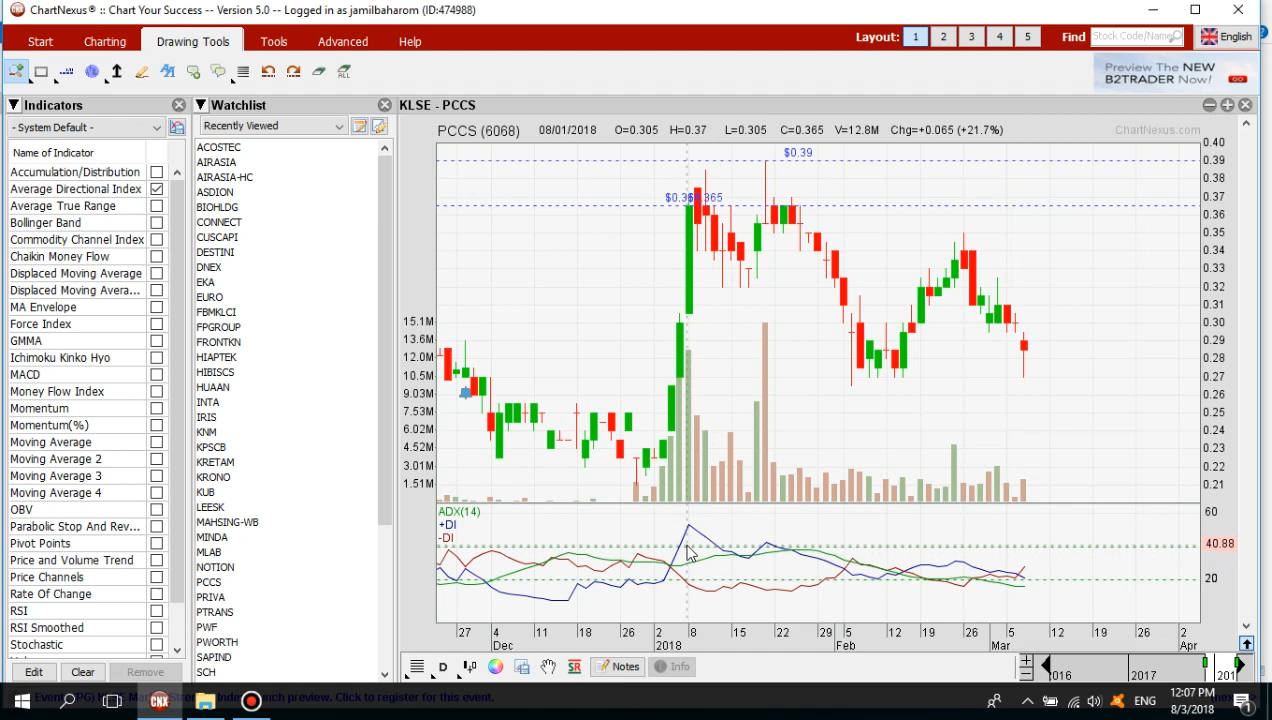 ChartNexus® :: Chart Your Success -- Version 5.0 -- Logged in as jamilbaharom (ID:474988)
Start Charting Drawing Tools Tools Advanced Help Layout: 1 2 3 4 5 Find Stock Code/Name English
Preview The NEW
B2TRADER Now! GO
Indicators
- System Default -
Name of Indicator
Accumulation/Distribution
Average Directional Index
Average True Range
Bollinger Band
Commodity Channel Index
Chaikin Money Flow
Displaced Moving Average
Displaced Moving Avera...
MA Envelope
Force Index
GMMA
Ichimoku Kinko Hyo
MACD
Money Flow Index
Momentum
Momentum(%)
Moving Average
Moving Average 2
Moving Average 3
Moving Average 4
OBV
Parabolic Stop And Rev...
Pivot Points
Price and Volume Trend
Price Channels
Rate Of Change
RSI
RSI Smoothed
Stochastic
Edit Clear Remove
Watchlist
Recently Viewed
ACOSTEC
AIRASIA
AIRASIA-HC
ASDION
BIOHLDG
CONNECT
CUSCAPI
DESTINI
DNEX
EKA
EURO
FBMKLCI
FPGROUP
FRONTKN
HIAPTEK
HIBISCS
HUAAN
INTA
IRIS
KNM
KPSCB
KRETAM
KRONO
KUB
LEESK
MAHSING-WB
MINDA
MLAB
NOTION
PCCS
PRIVA
PTRANS
PWF
PWORTH
SAPIND
SCH
KLSE - PCCS
PCCS (6068) 08/01/2018 O=0.305 H=0.37 L=0.305 C=0.365 V=12.8M Chg=+0.065 (+21.7%) ChartNexus.com
$0.39
365
0.40
0.39
0.38
0.37
0.36
0.35
0.34
0.33
0.32
0.31
0.30
0.29
0.28
0.27
0.26
0.25
0.24
0.23
0.22
0.21
15.1M
13.6M
12.0M
10.5M
9.03M
7.53M
6.02M
4.52M
3.01M
1.51M
ADX(14)
+DI
-DI
60
40.88
20
27 4 11 18 26 2 8 15 22 29 5 12 19 26 5 12 19 26 2
Dec 2018 Feb Mar Apr
D SR Notes Info 2016 2017 201
ENG 12:07 PM
8/3/2018